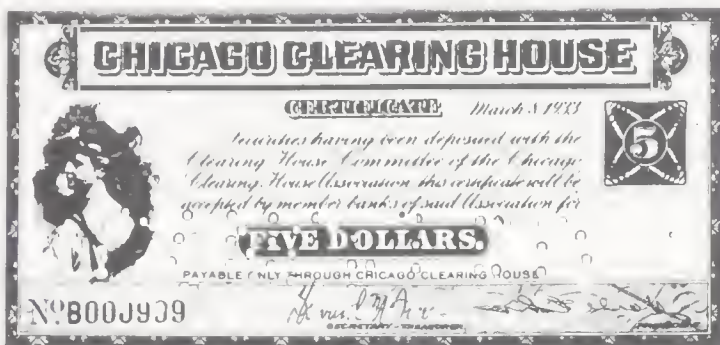 CHICAGO CLEARING HOUSE
CERTIFICATE March 8 1933
5
Securities having been deposited with the
Clearing House Committee of the Chicago
Clearing House Association this certificate will be
accepted by member banks of said Association for
FIVE DOLLARS.
PAYABLE ONLY THROUGH CHICAGO CLEARING HOUSE
SECRETARY - TREASURER